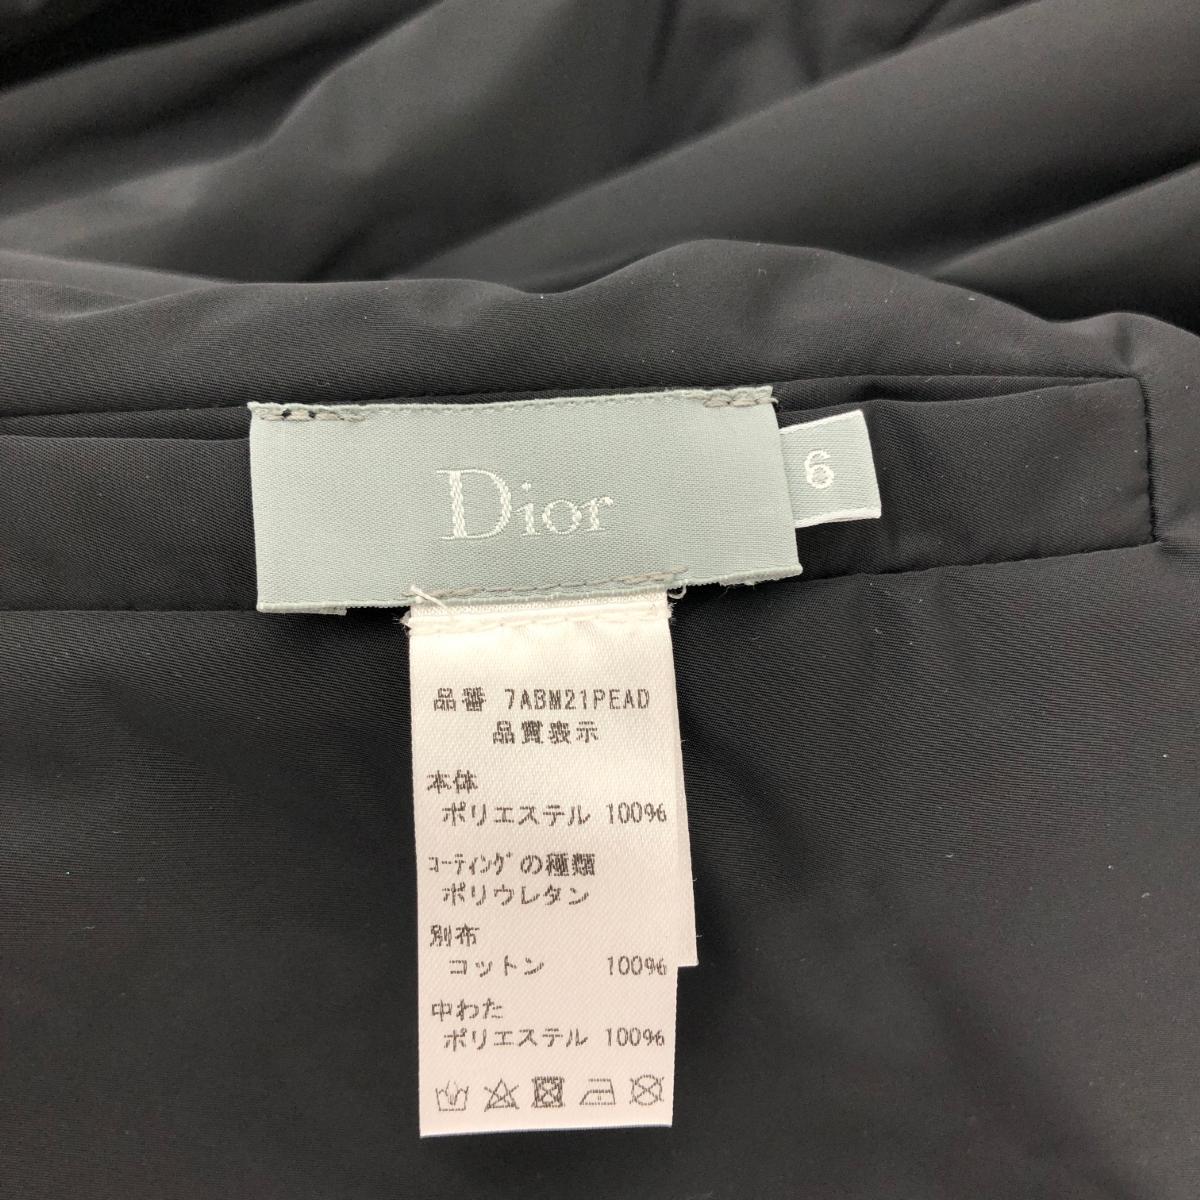 Dior
6
品番 7ABM21PEAD
品質表示
本体
ポリエステル 100%
コーティングの種類
ポリウレタン
別布
コットン 100%
中わた
ポリエステル 100%